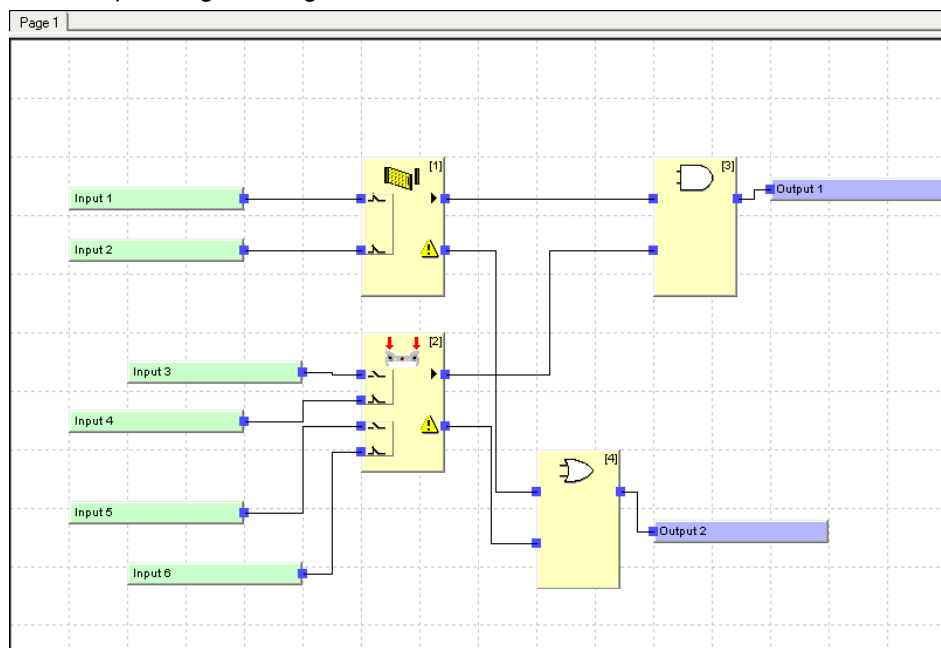 Page 1
[1]
[3]
Input 1
Output 1
Input 2
[2]
Input 3
Input 4
[4]
Input 5
Output 2
Input 6